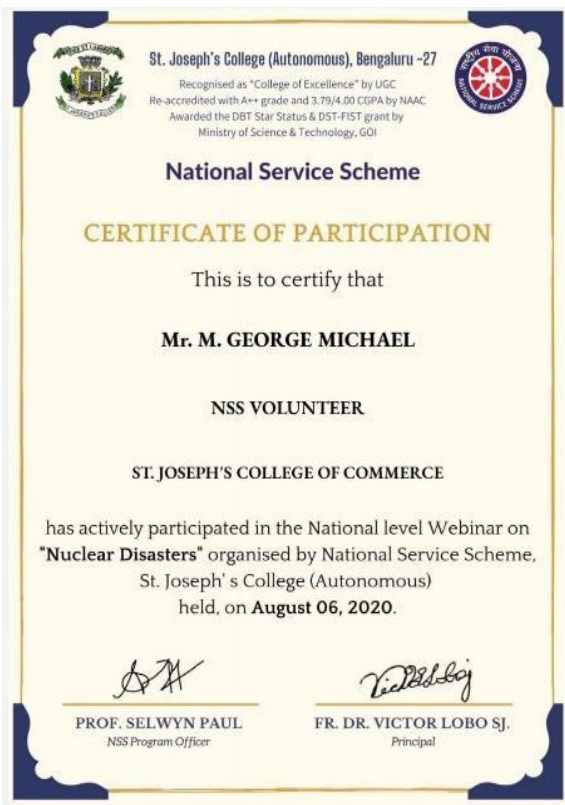 St. Joseph's College (Autonomous), Bengaluru -27
Recognised as "College of Excellence" by UGC
Re-accredited with A++ grade and 3.79/4.00 CGPA by NAAC
Awarded the DBT Star Status & DST-FIST grant by
Ministry of Science & Technology, GOI
राष्ट्रीय सेवा योजना
NATIONAL SERVICE SCHEME
National Service Scheme
CERTIFICATE OF PARTICIPATION
This is to certify that
Mr. M. GEORGE MICHAEL
NSS VOLUNTEER
ST. JOSEPH'S COLLEGE OF COMMERCE
has actively participated in the National level Webinar on
"Nuclear Disasters" organised by National Service Scheme,
St. Joseph' s College (Autonomous)
held, on August 06, 2020.
PROF. SELWYN PAUL
NSS Program Officer
FR. DR. VICTOR LOBO SJ.
Principal